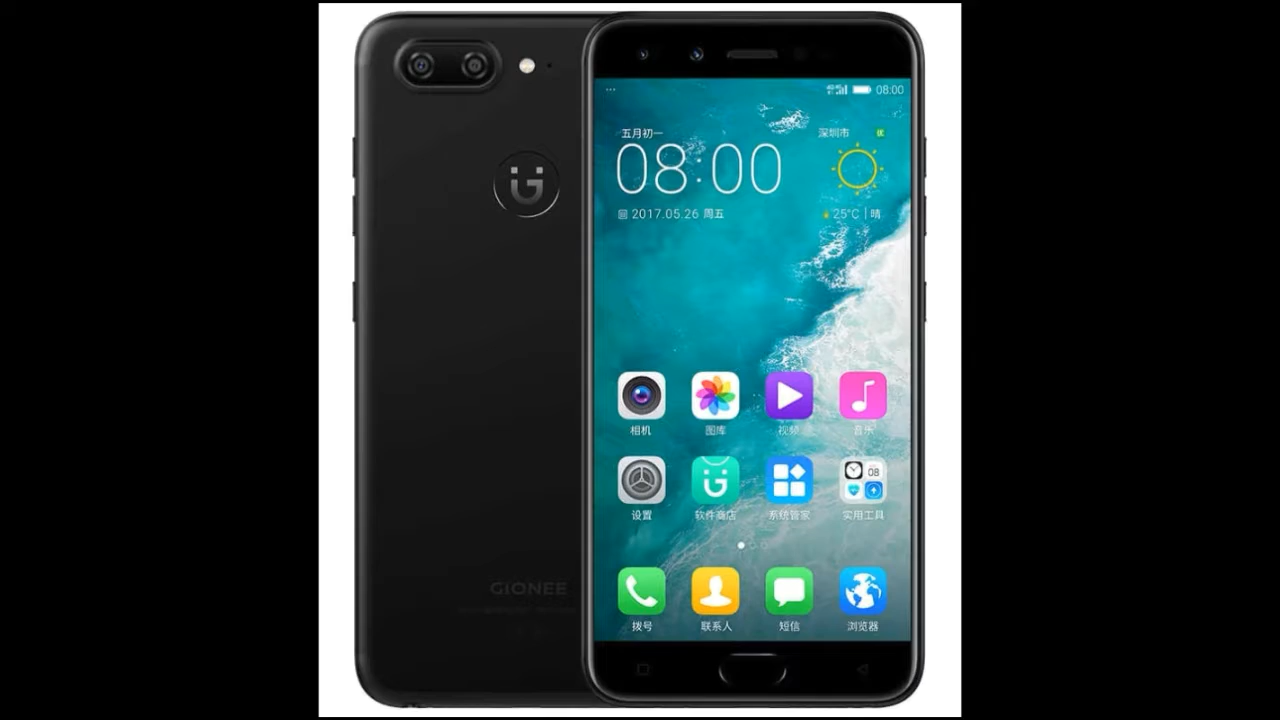 GIONEE
08:00
五月初一
深圳市 优
08:00
2017.05.26 周五
25°C | 晴
相机 图库 视频 音乐
08
设置 软件商店 系统管家 实用工具
拨号 联系人 短信 浏览器